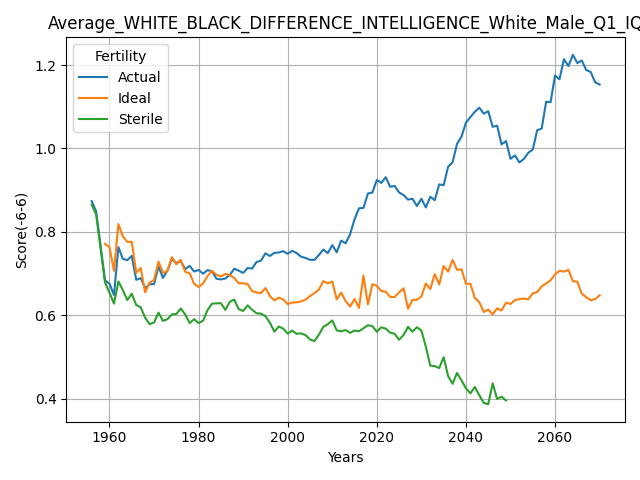 Average_WHITE_BLACK_DIFFERENCE_INTELLIGENCE_White_Male_Q1_IQ
Fertility
Actual
Ideal
Sterile
Score(-6-6)
1.2
1.0
0.8
0.6
0.4
1960 1980 2000 2020 2040 2060
Years